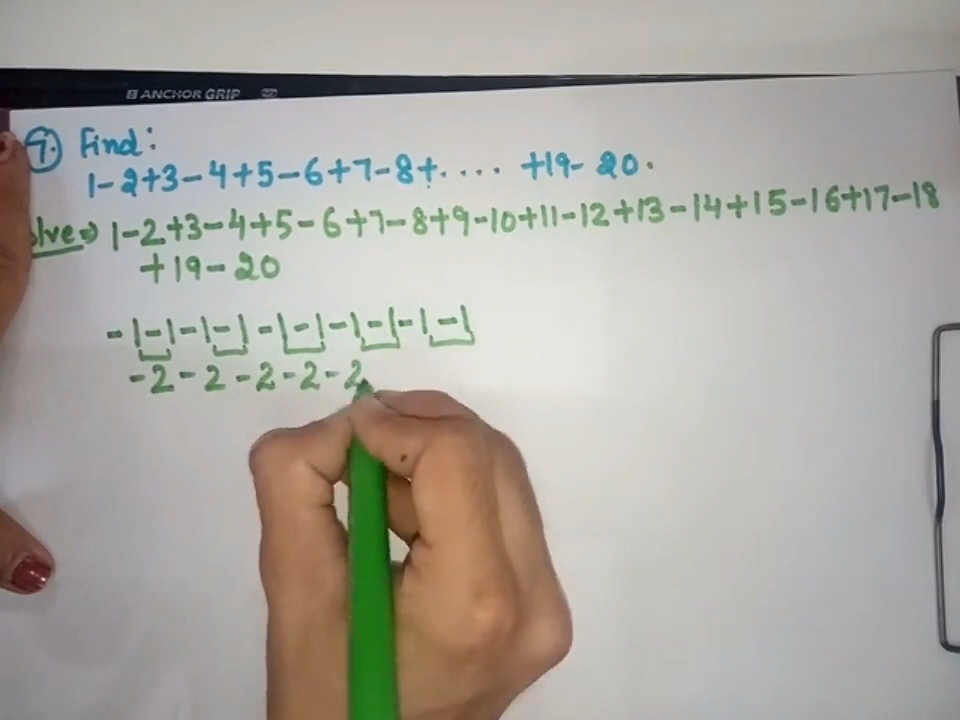 ANCHOR GRIP
7. Find:
1-2+3-4+5-6+7-8+.... +19-20.
1-2+3-4+5-6+7-8+9-10+11-12+13-14+15-16+17-18
+19-20
-1-1-1-1-1-1-1-1-1-1
-2-2-2-2-2